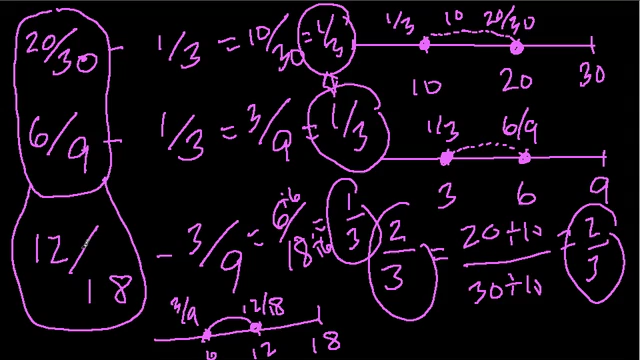 20/30 - 1/3 = 10/30 = 1/3
1/3 10 20/30
10 20 30
6/9 - 1/3 = 3/9 = 1/3
1/3 6/9
3 6 9
12/18 - 3/9 = 6÷6/18÷6 = 1/3
2/3 = 20÷10/30÷10 = 2/3
3/9 12/18
12 18